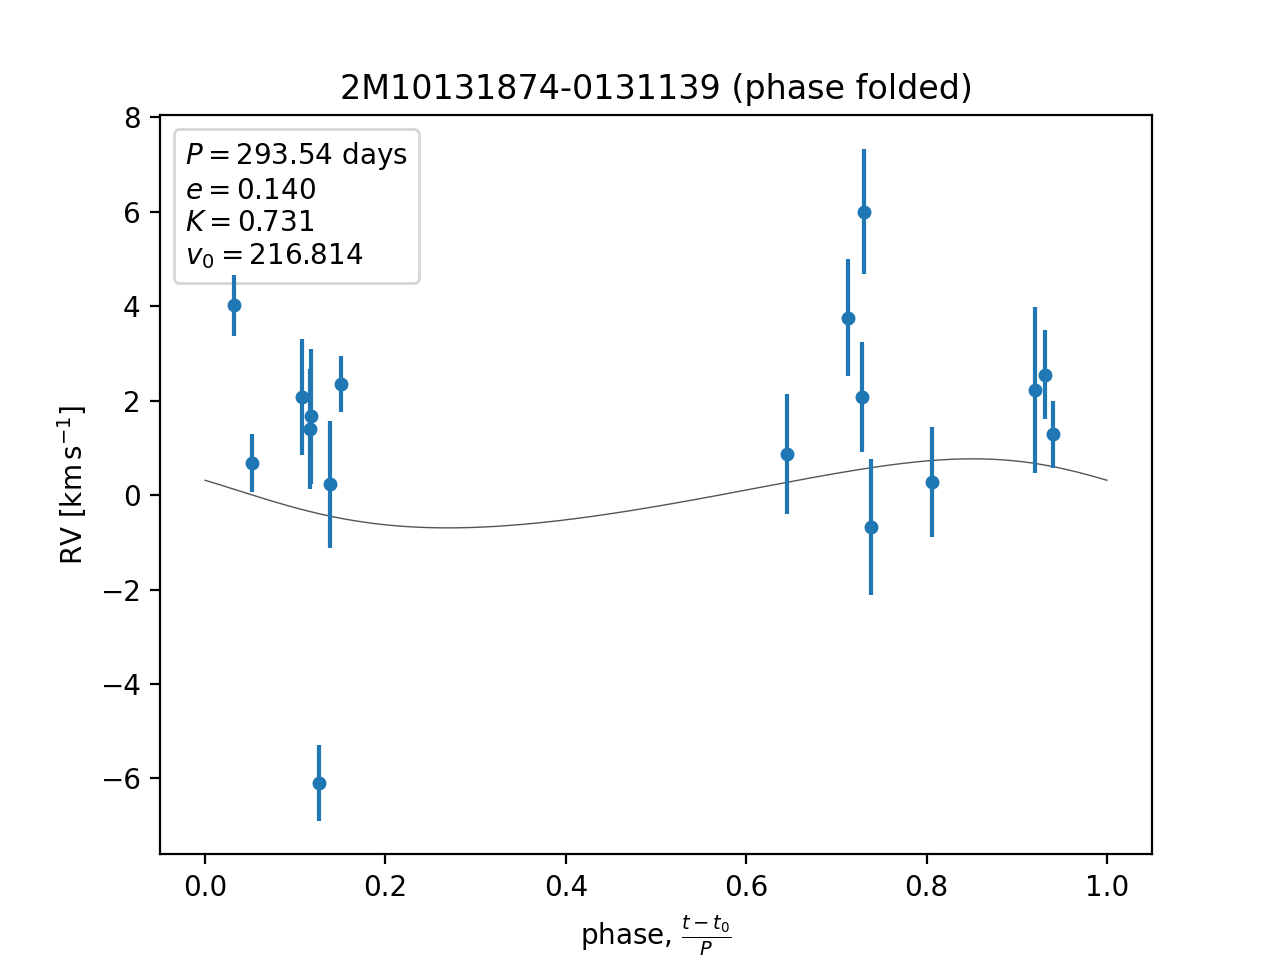 2M10131874-0131139 (phase folded)
P = 293.54 days
e = 0.140
K = 0.731
v₀ = 216.814
8
6
4
2
0
−2
−4
−6
RV [km s⁻¹]
0.0 0.2 0.4 0.6 0.8 1.0
phase, (t − t₀)/P